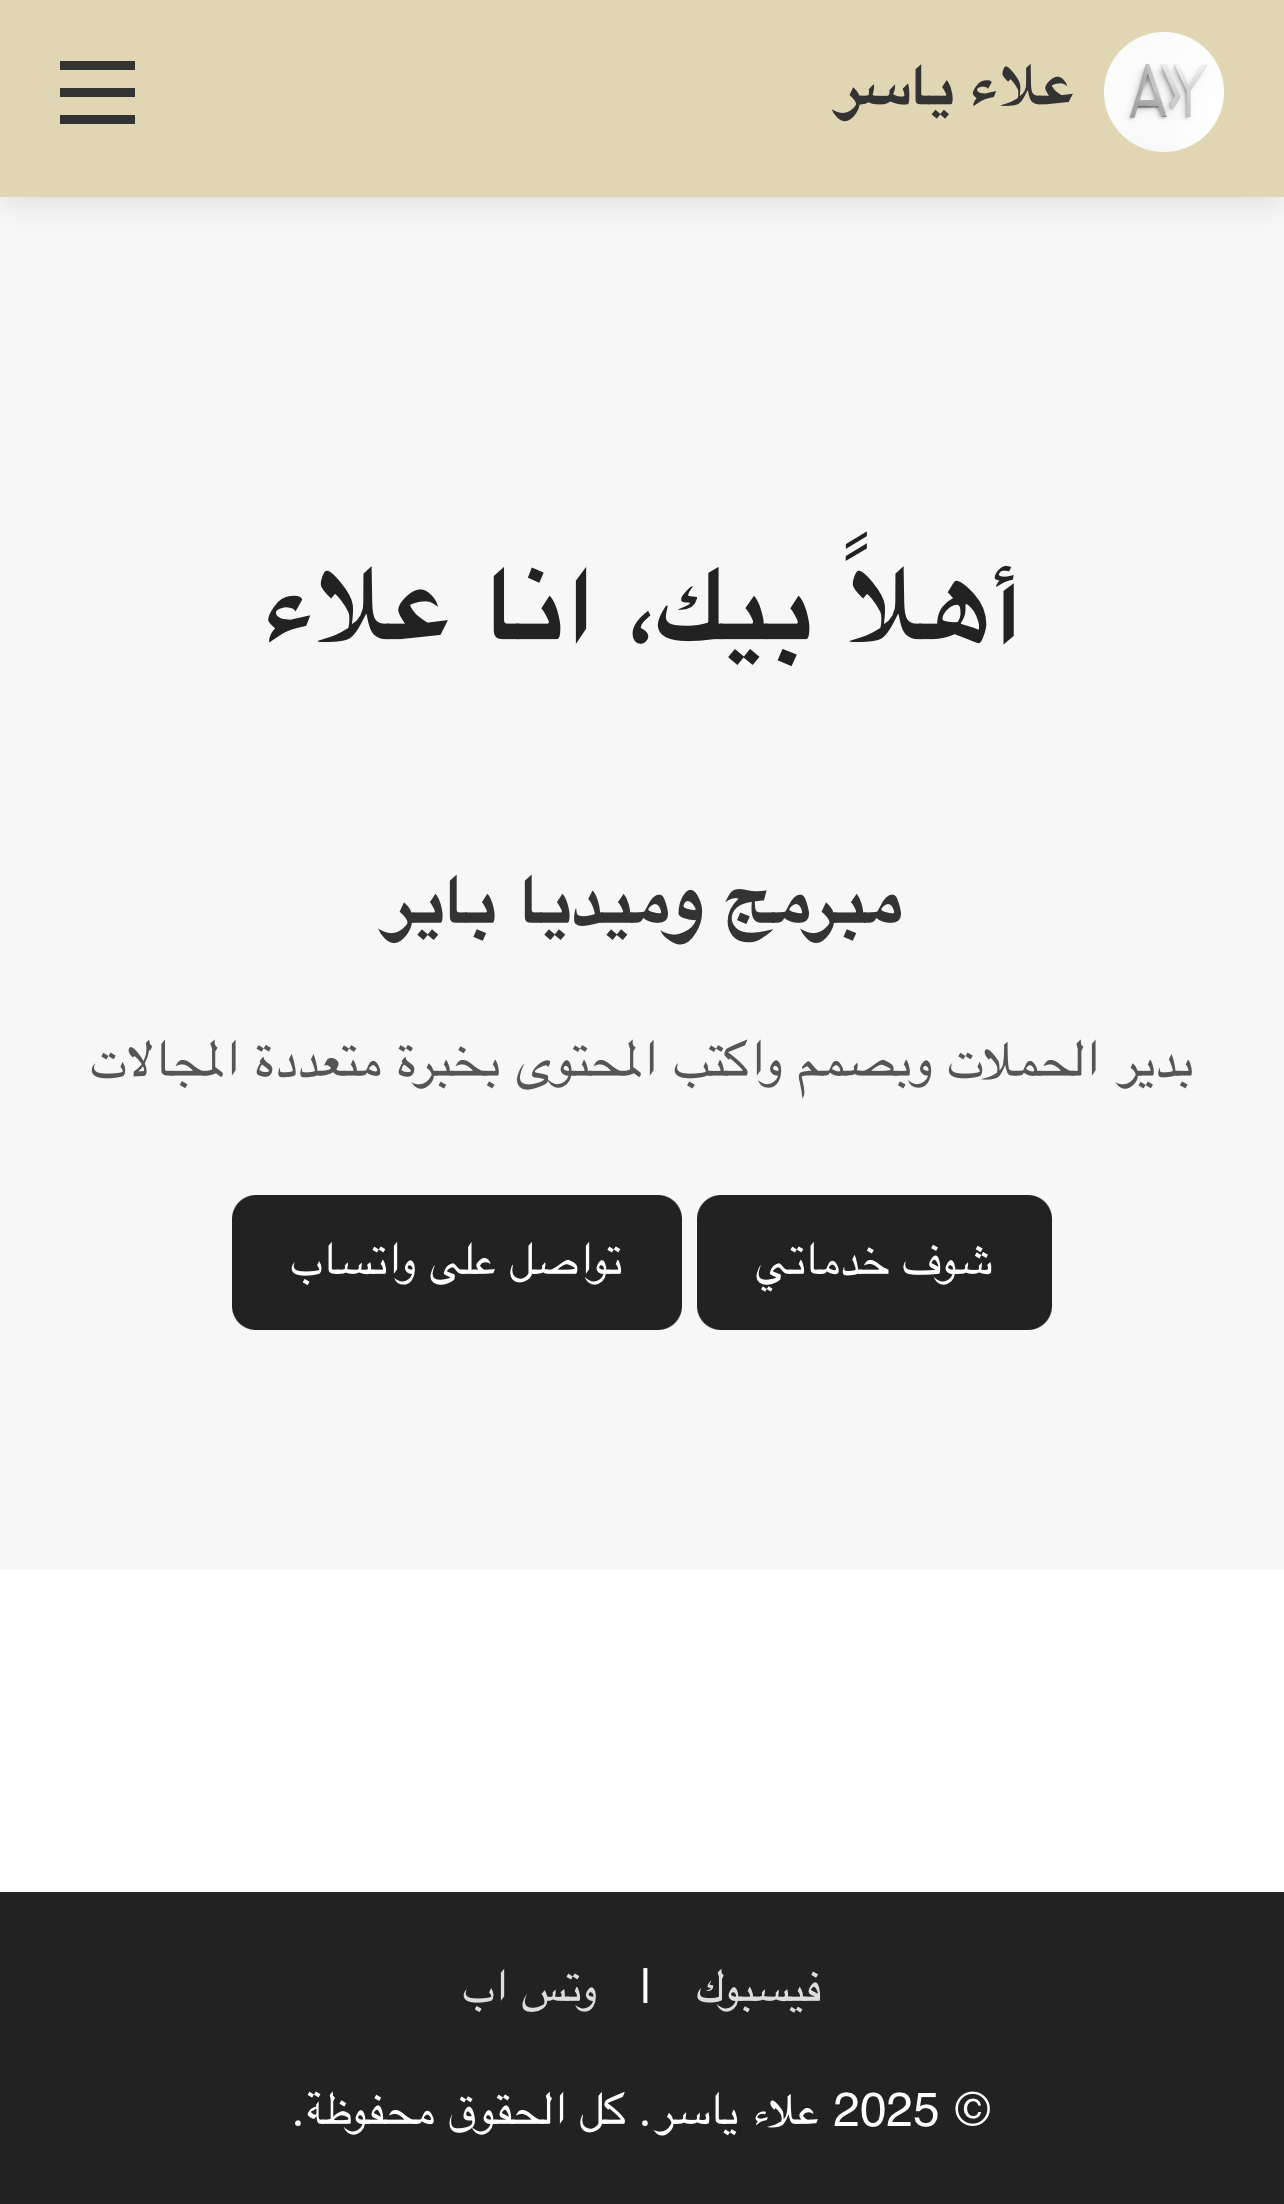 علاء ياسر
أهلاً بيك، انا علاء
مبرمج وميديا باير
بدير الحملات وبصمم واكتب المحتوى بخبرة متعددة المجالات
شوف خدماتي
تواصل على واتساب
فيسبوك | وتس اب
© 2025 علاء ياسر. كل الحقوق محفوظة.